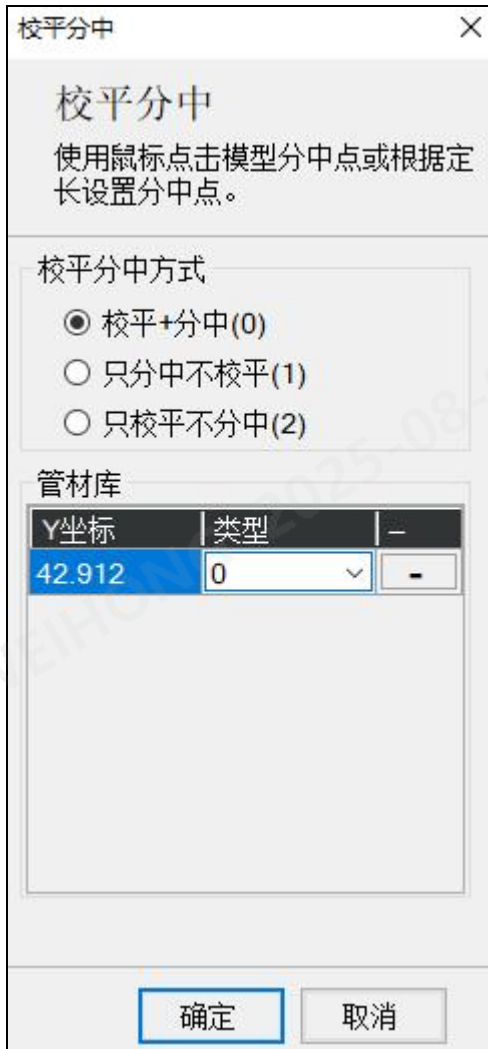 校平分中
校平分中
使用鼠标点击模型分中点或根据定
长设置分中点。
校平分中方式
校平+分中(0)
只分中不校平(1)
只校平不分中(2)
管材库
Y坐标 类型 –
42.912 0 -
确定 取消